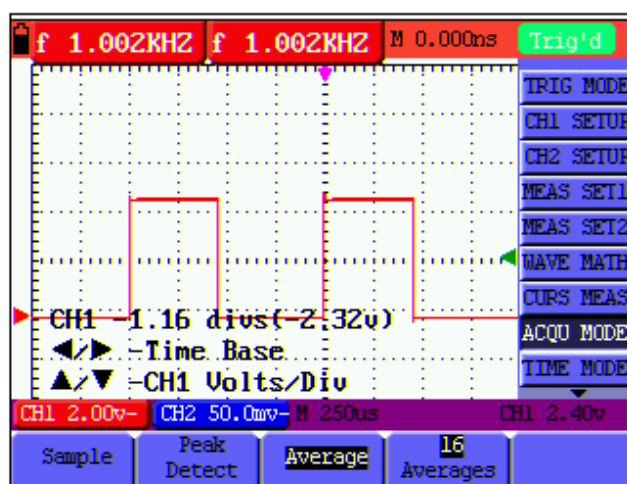 f 1.002KHZ f 1.002KHZ M 0.000ns Trig'd
TRIG MODE
CH1 SETUP
CH2 SETUP
MEAS SET1
MEAS SET2
WAVE MATH
CURS MEAS
ACQU MODE
TIME MODE
CH1 -1.16 divs(-2.32v)
◄/► -Time Base
▲/▼ -CH1 Volts/Div
CH1 2.00v- CH2 50.0mv- M 250us CH1 2.40v
Sample
Peak Detect
Average
16 Averages